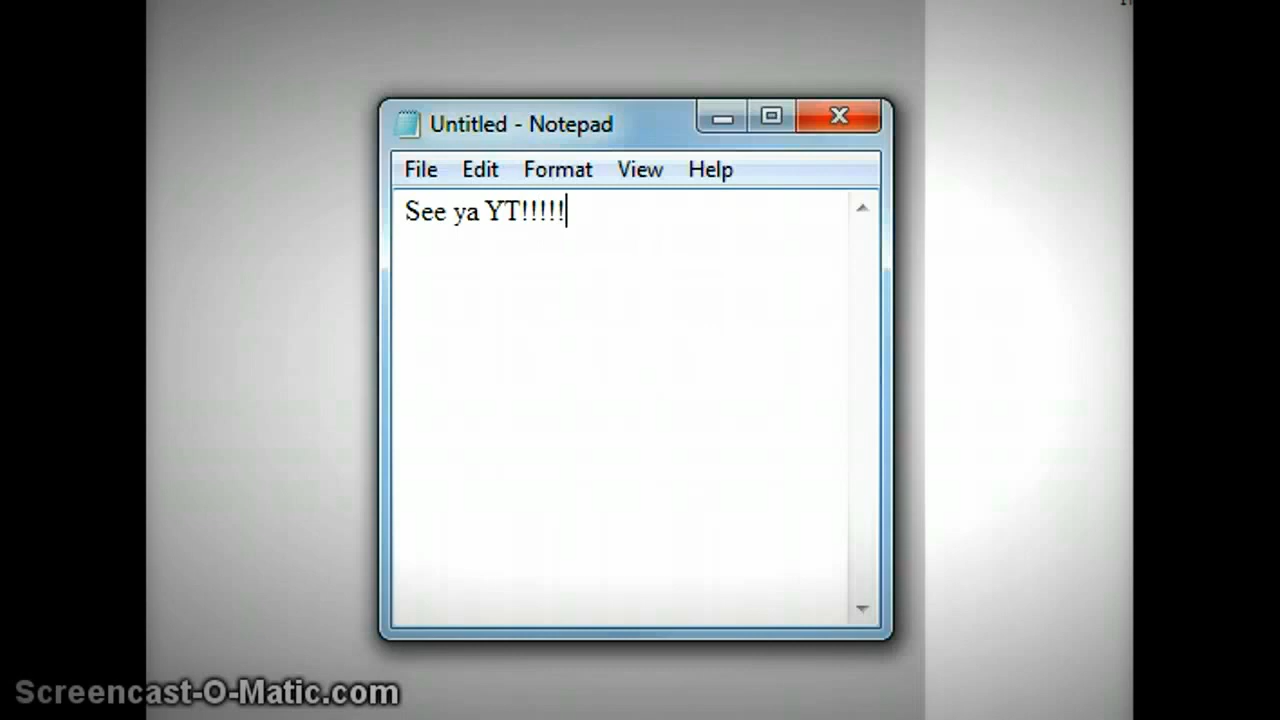 Untitled - Notepad
File Edit Format View Help
See ya YT!!!!!
Screencast-O-Matic.com